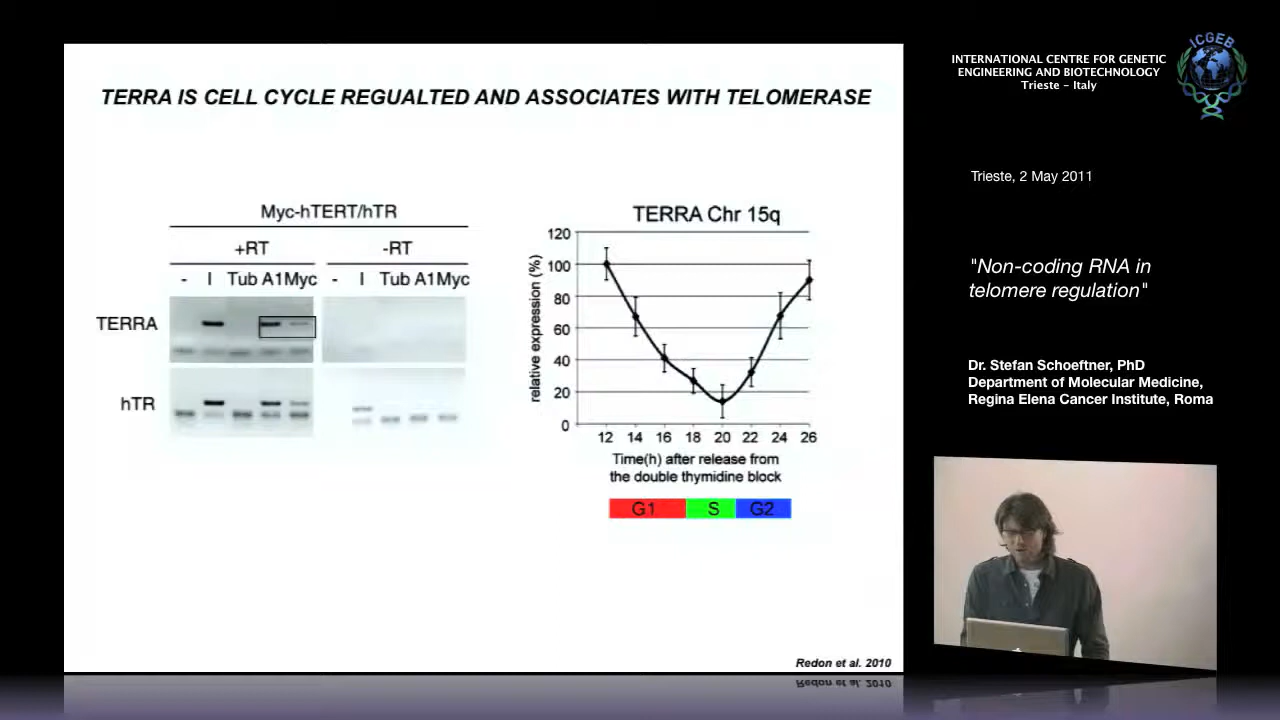 TERRA IS CELL CYCLE REGUALTED AND ASSOCIATES WITH TELOMERASE
Myc-hTERT/hTR
+RT -RT
- I Tub A1 Myc - I Tub A1 Myc
TERRA
hTR
TERRA Chr 15q
relative expression (%)
120
100
80
60
40
20
0
12 14 16 18 20 22 24 26
Time(h) after release from
the double thymidine block
G1 S G2
Redon et al. 2010
ICGEB
INTERNATIONAL CENTRE FOR GENETIC
ENGINEERING AND BIOTECHNOLOGY
Trieste - Italy
Trieste, 2 May 2011
"Non-coding RNA in
telomere regulation"
Dr. Stefan Schoeftner, PhD
Department of Molecular Medicine,
Regina Elena Cancer Institute, Roma